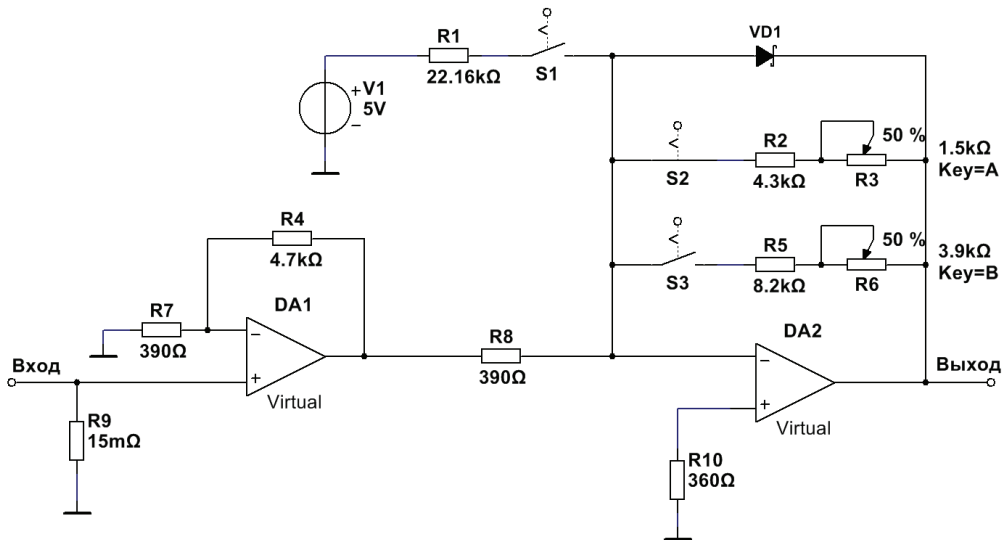 R1
22.16kΩ
S1
VD1
+V1
5V
−
S2
R2
4.3kΩ
50 %
R3
1.5kΩ
Key=A
S3
R5
8.2kΩ
50 %
R6
3.9kΩ
Key=B
R4
4.7kΩ
R7
390Ω
DA1
−
+
Virtual
Вход
R9
15mΩ
R8
390Ω
DA2
−
+
Virtual
R10
360Ω
Выход